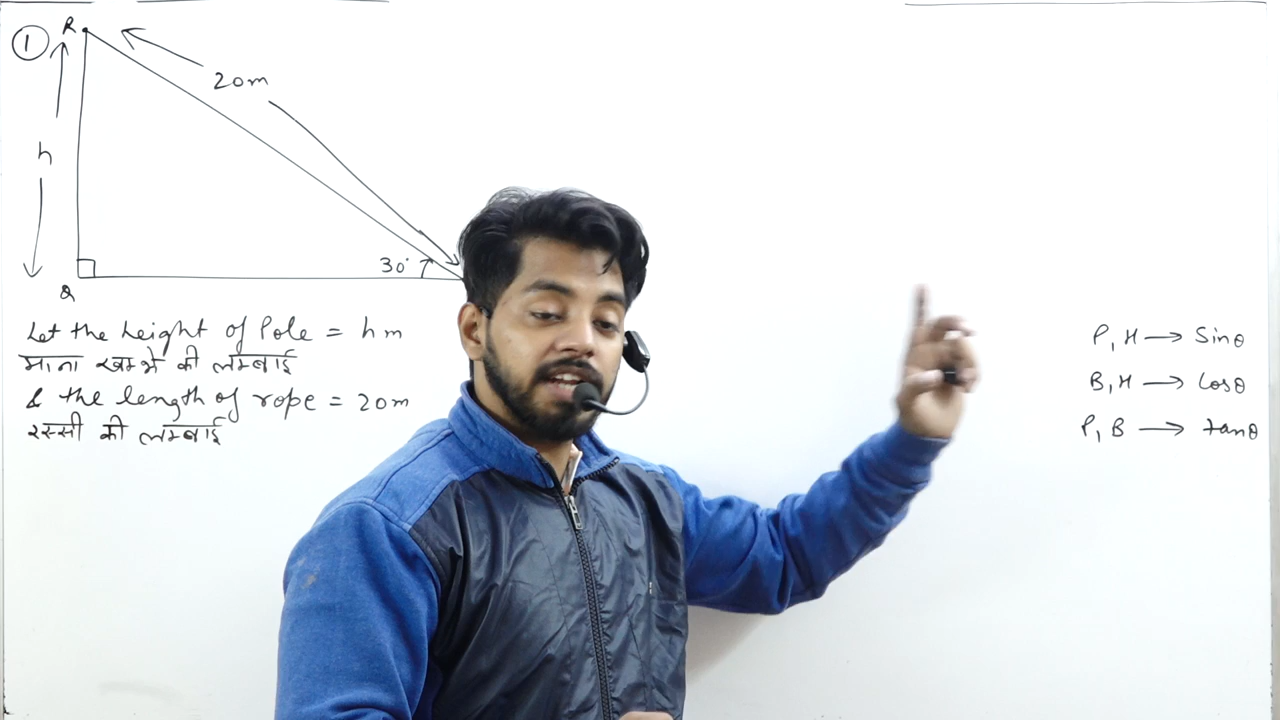 ① R
20m
h
30°
Q
Let the height of Pole = h m
माना खम्भे की लम्बाई
& the length of rope = 20m
रस्सी की लम्बाई
P, H → Sinθ
B, H → Cosθ
P, B → tanθ